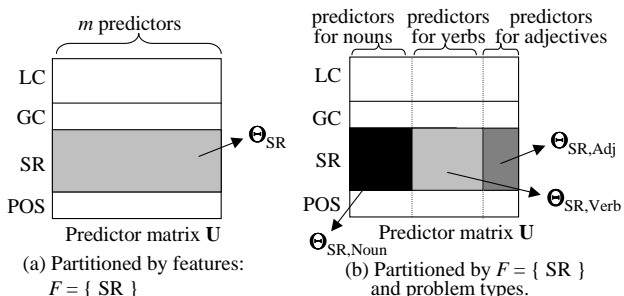 m predictors
LC
GC
SR
POS
Θ_SR
Predictor matrix U
(a) Partitioned by features:
F = { SR }
predictors for nouns
predictors for verbs
predictors for adjectives
LC
GC
SR
POS
Θ_SR,Adj
Θ_SR,Verb
Θ_SR,Noun
Predictor matrix U
(b) Partitioned by F = { SR }
and problem types.